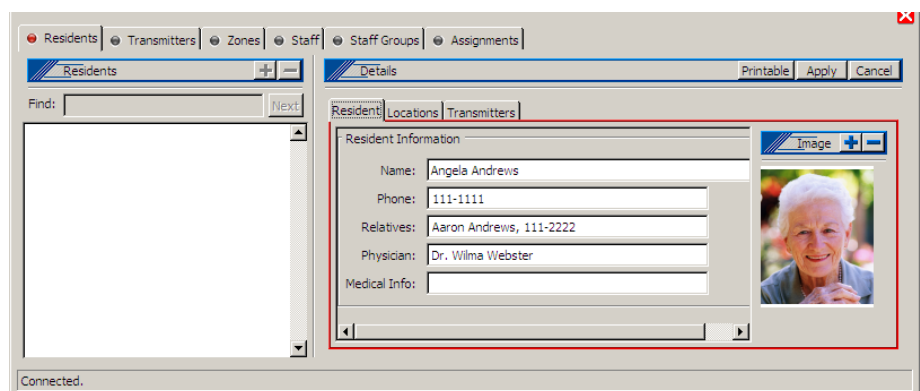 Residents Transmitters Zones Staff Staff Groups Assignments
Residents + −
Details Printable Apply Cancel
Find: Next
Resident Locations Transmitters
Resident Information
Image + −
Name: Angela Andrews
Phone: 111-1111
Relatives: Aaron Andrews, 111-2222
Physician: Dr. Wilma Webster
Medical Info:
Connected.